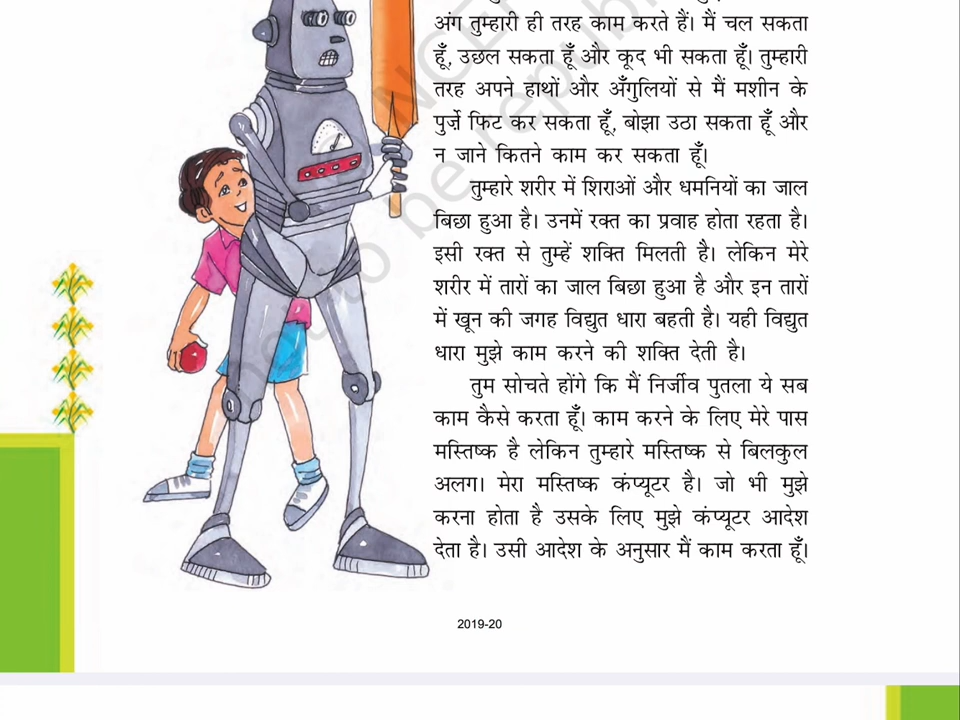 अंग तुम्हारी ही तरह काम करते हैं। मैं चल सकता
हूँ, उछल सकता हूँ और कूद भी सकता हूँ। तुम्हारी
तरह अपने हाथों और अँगुलियों से मैं मशीन के
पुर्ज़े फिट कर सकता हूँ, बोझा उठा सकता हूँ और
न जाने कितने काम कर सकता हूँ।
तुम्हारे शरीर में शिराओं और धमनियों का जाल
बिछा हुआ है। उनमें रक्त का प्रवाह होता रहता है।
इसी रक्त से तुम्हें शक्ति मिलती है। लेकिन मेरे
शरीर में तारों का जाल बिछा हुआ है और इन तारों
में खून की जगह विद्युत धारा बहती है। यही विद्युत
धारा मुझे काम करने की शक्ति देती है।
तुम सोचते होंगे कि मैं निर्जीव पुतला ये सब
काम कैसे करता हूँ। काम करने के लिए मेरे पास
मस्तिष्क है लेकिन तुम्हारे मस्तिष्क से बिलकुल
अलग। मेरा मस्तिष्क कंप्यूटर है। जो भी मुझे
करना होता है उसके लिए मुझे कंप्यूटर आदेश
देता है। उसी आदेश के अनुसार मैं काम करता हूँ।
2019-20